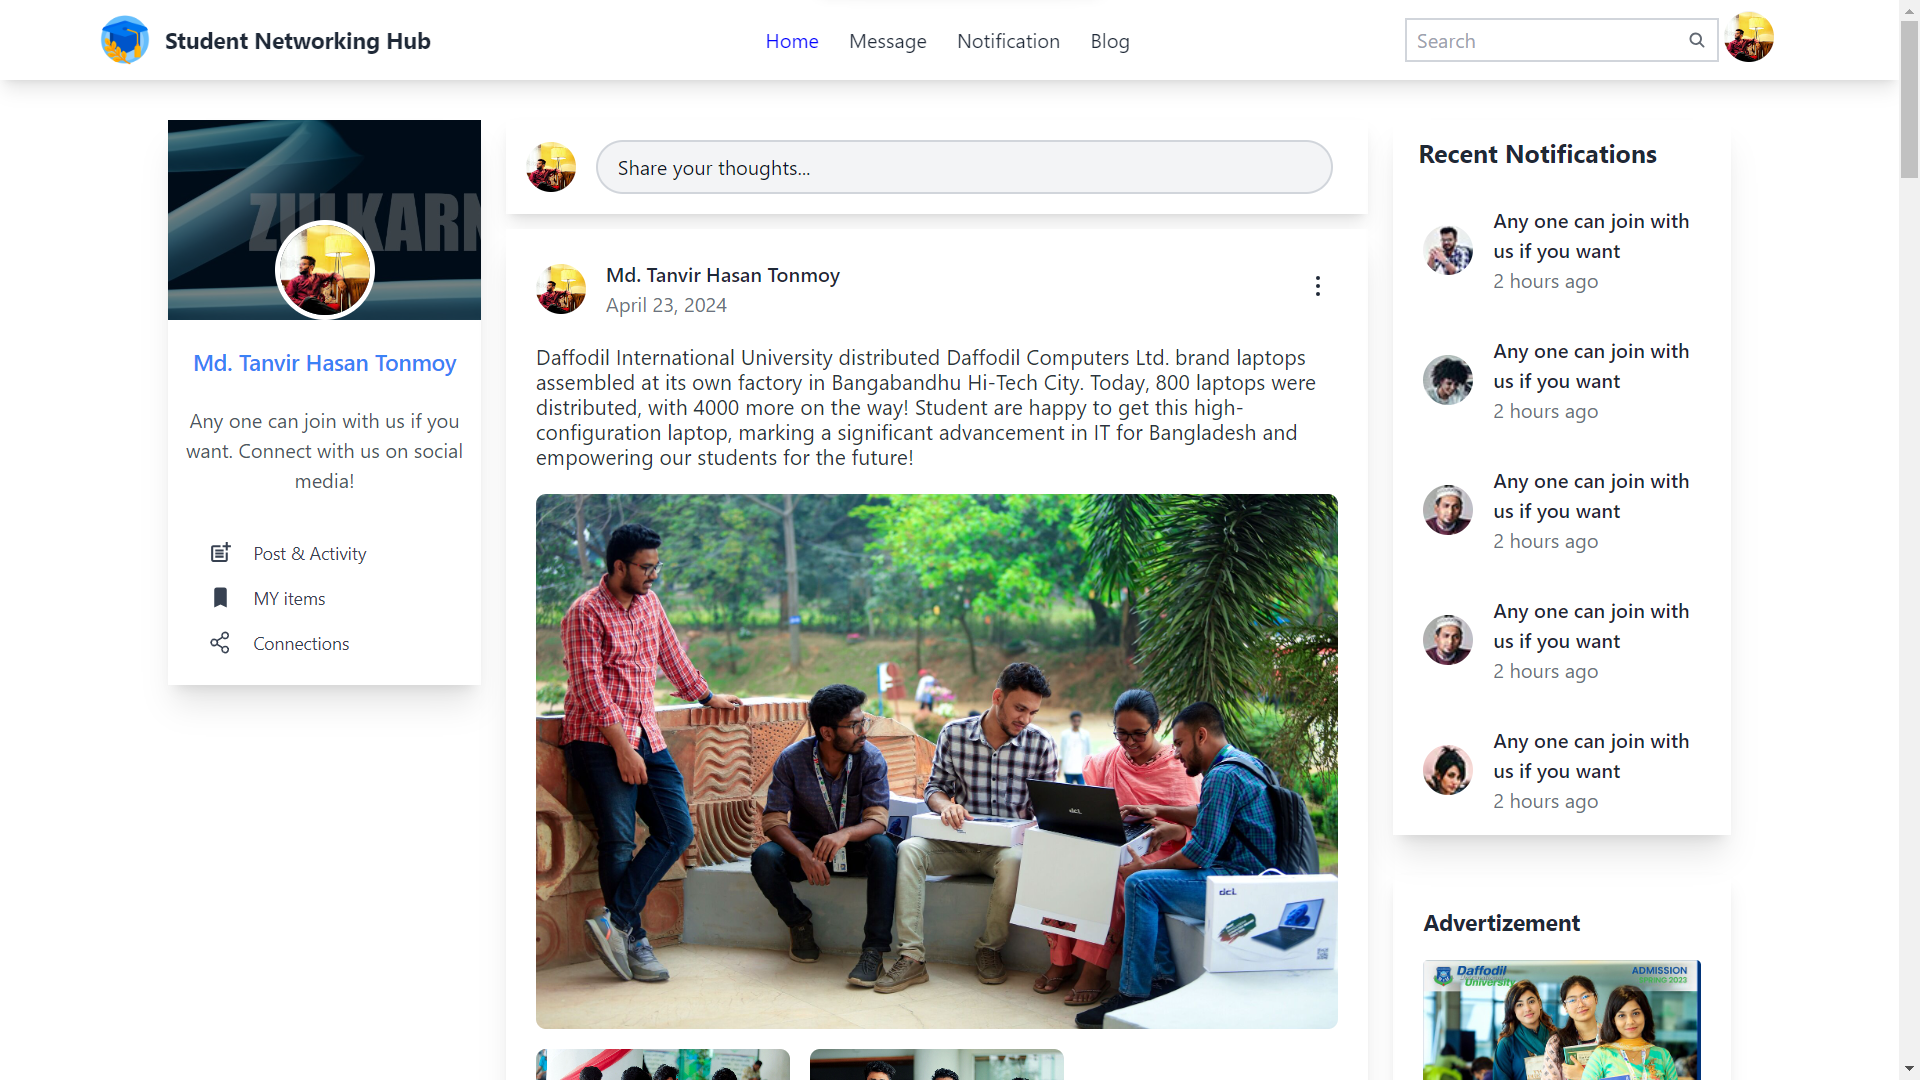 Student Networking Hub
Home
Message
Notification
Blog
Search
ZULKARN
Md. Tanvir Hasan Tonmoy
Any one can join with us if you
want. Connect with us on social
media!
Post & Activity
MY items
Connections
Share your thoughts...
Md. Tanvir Hasan Tonmoy
April 23, 2024
Daffodil International University distributed Daffodil Computers Ltd. brand laptops
assembled at its own factory in Bangabandhu Hi-Tech City. Today, 800 laptops were
distributed, with 4000 more on the way! Student are happy to get this high-
configuration laptop, marking a significant advancement in IT for Bangladesh and
empowering our students for the future!
dcl
dcl
Recent Notifications
Any one can join with
us if you want
2 hours ago
Any one can join with
us if you want
2 hours ago
Any one can join with
us if you want
2 hours ago
Any one can join with
us if you want
2 hours ago
Any one can join with
us if you want
2 hours ago
Advertizement
Daffodil
University
ADMISSION
SPRING 2023